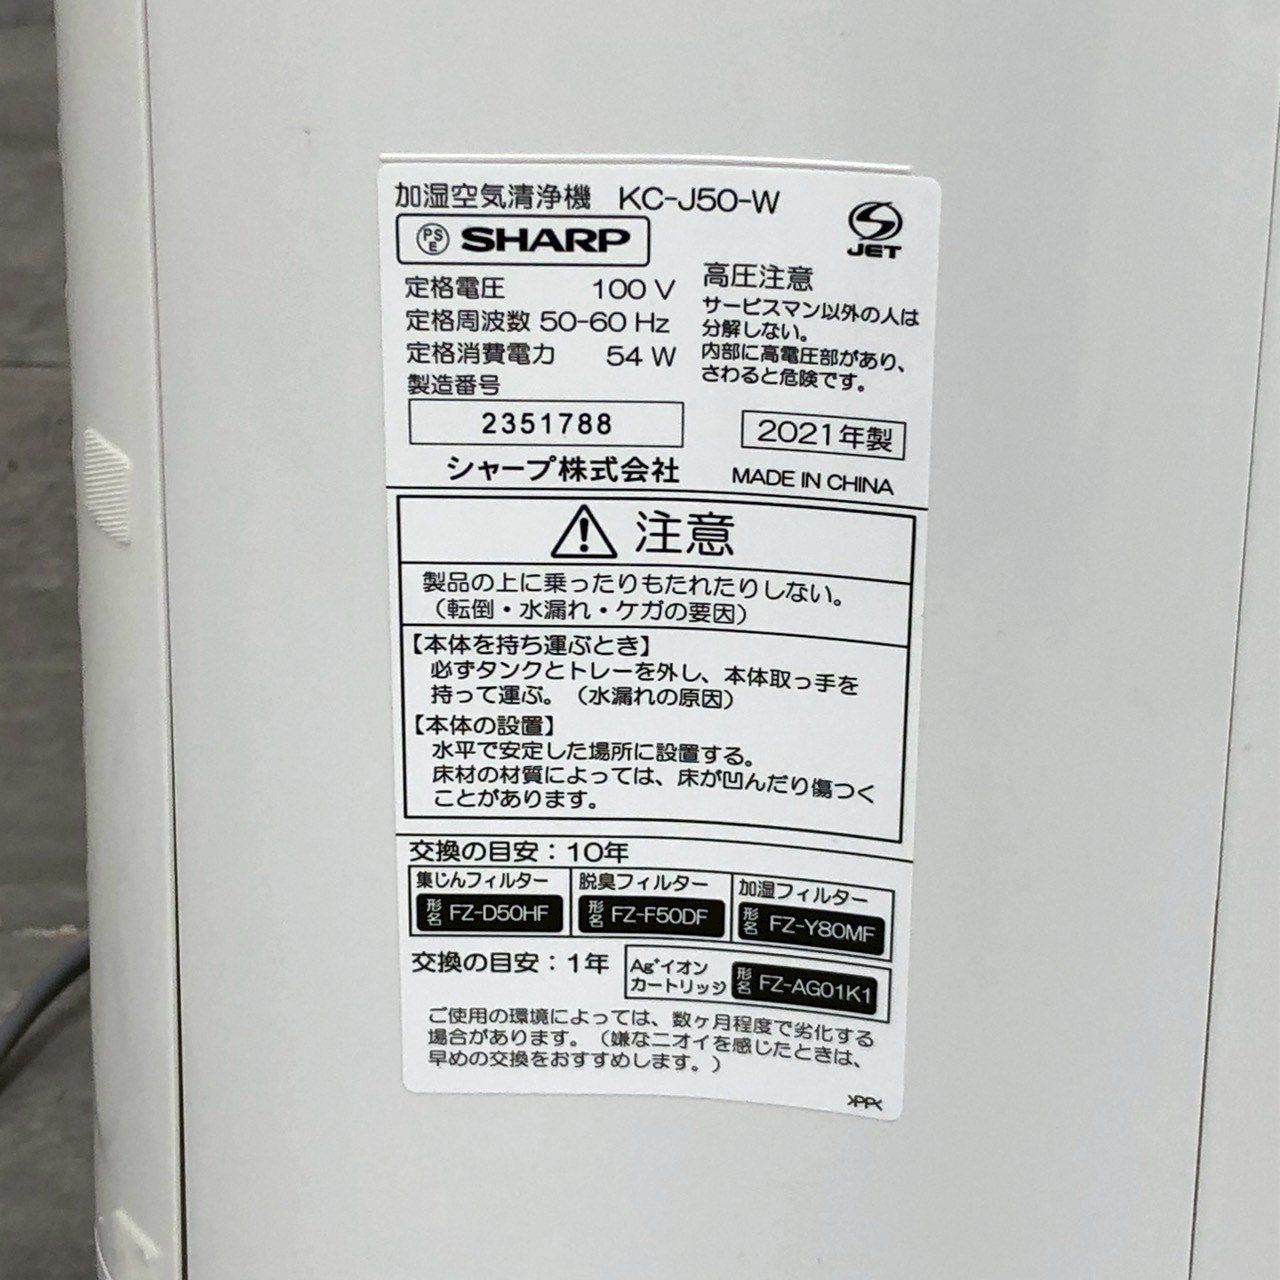 加湿空気清浄機 KC-J50-W
PSE SHARP
JET
定格電圧 100 V
定格周波数 50-60 Hz
定格消費電力 54 W
製造番号
2351788
シャープ株式会社
高圧注意
サービスマン以外の人は
分解しない。
内部に高電圧部があり、
さわると危険です。
2021年製
MADE IN CHINA
注意
製品の上に乗ったりもたれたりしない。
（転倒・水漏れ・ケガの要因）
【本体を持ち運ぶとき】
必ずタンクとトレーを外し、本体取っ手を
持って運ぶ。（水漏れの原因）
【本体の設置】
水平で安定した場所に設置する。
床材の材質によっては、床が凹んだり傷つく
ことがあります。
交換の目安：10年
集じんフィルター
形名 FZ-D50HF
脱臭フィルター
形名 FZ-F50DF
加湿フィルター
形名 FZ-Y80MF
交換の目安：1年
Ag⁺イオン
カートリッジ
形名 FZ-AG01K1
ご使用の環境によっては、数ヶ月程度で劣化する
場合があります。（嫌なニオイを感じたときは、
早めの交換をおすすめします。）
>PP<